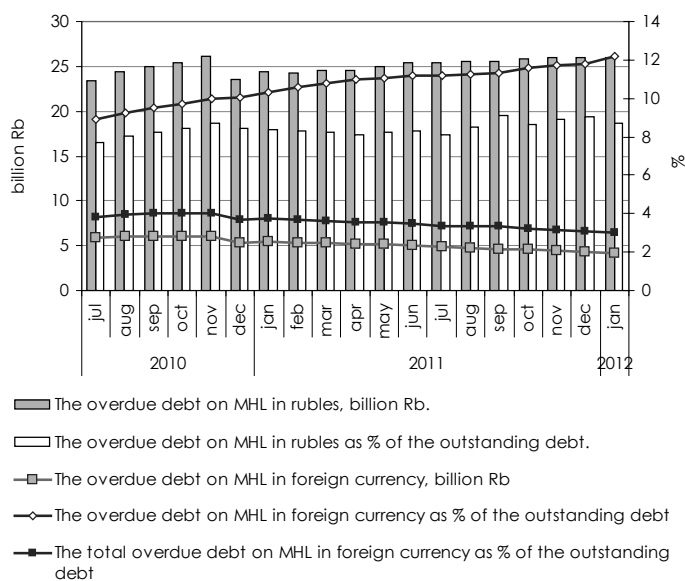 30
25
20
15
10
5
0
billion Rb
14
12
10
8
6
4
2
0
%
jul
aug
sep
oct
nov
dec
jan
feb
mar
apr
may
jun
jul
aug
sep
oct
nov
dec
jan
2010
2011
2012
The overdue debt on MHL in rubles, billion Rb.
The overdue debt on MHL in rubles as % of the outstanding debt.
The overdue debt on MHL in foreign currency, billion Rb
The overdue debt on MHL in foreign currency as % of the outstanding debt
The total overdue debt on MHL in foreign currency as % of the outstanding
debt